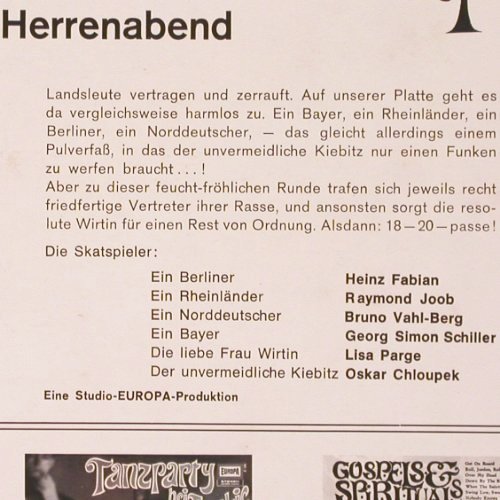 Herrenabend
Landsleute vertragen und zerrauft. Auf unserer Platte geht es
da vergleichsweise harmlos zu. Ein Bayer, ein Rheinländer, ein
Berliner, ein Norddeutscher, — das gleicht allerdings einem
Pulverfaß, in das der unvermeidliche Kiebitz nur einen Funken
zu werfen braucht...!
Aber zu dieser feucht-fröhlichen Runde trafen sich jeweils recht
friedfertige Vertreter ihrer Rasse, und ansonsten sorgt die reso-
lute Wirtin für einen Rest von Ordnung. Alsdann: 18—20—passe!
Die Skatspieler:
Ein Berliner Heinz Fabian
Ein Rheinländer Raymond Joob
Ein Norddeutscher Bruno Vahl-Berg
Ein Bayer Georg Simon Schiller
Die liebe Frau Wirtin Lisa Parge
Der unvermeidliche Kiebitz Oskar Chloupek
Eine Studio-EUROPA-Produktion
Tanzparty
EUROPA
GOSPELS &